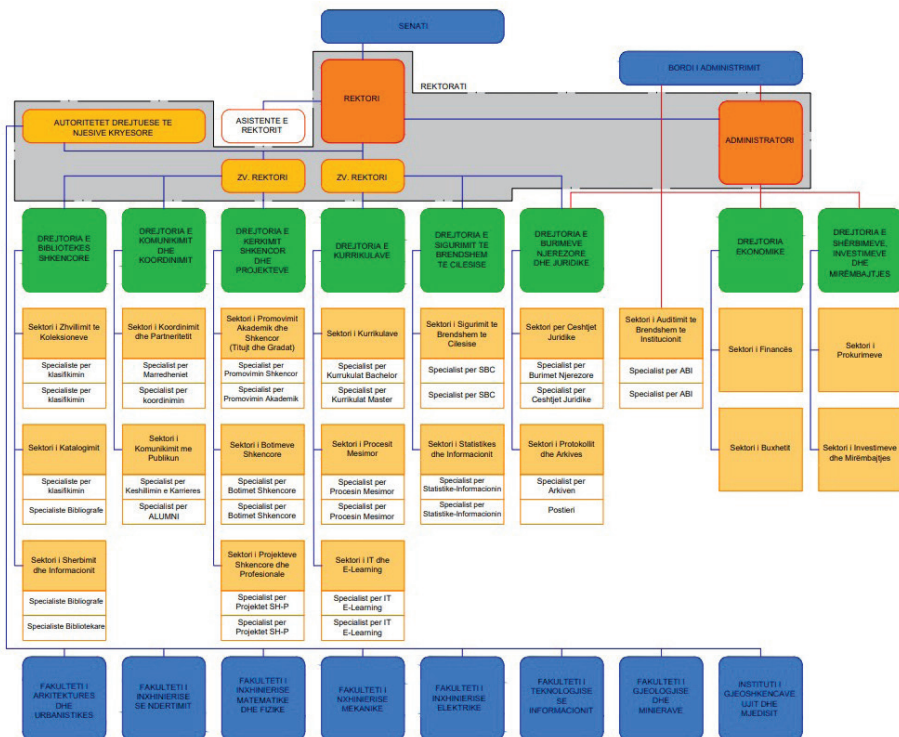 SENATI
BORDI I ADMINISTRIMIT
REKTORATI
REKTORI
AUTORITETET DREJTUESE TE
NJESIVE KRYESORE
ASISTENTE E
REKTORIT
ADMINISTRATORI
ZV. REKTORI
ZV. REKTORI
DREJTORIA E
BIBLIOTEKES
SHKENCORE
DREJTORIA E
KOMUNIKIMIT
DHE
KOORDINIMIT
DREJTORIA E
KERKIMIT
SHKENCOR
DHE
PROJEKTEVE
DREJTORIA E
KURRIKULAVE
DREJTORIA E
SIGURIMIT TE
BRENDSHEM
TE CILESISE
DREJTORIA E
BURIMEVE
NJEREZORE
DHE JURIDIKE
DREJTORIA
EKONOMIKE
DREJTORIA E
SHËRBIMEVE,
INVESTIMEVE
DHE
MIRËMBAJTJES
Sektori i Zhvillimit te
Koleksioneve
Specialiste per
klasifikimin
Specialiste per
klasifikimin
Sektori i Koordinimit
dhe Partneritetit
Specialist per
Marredheniet
Specialist per
koordinimin
Sektori i Promovimit
Akademik dhe
Shkencor
(Titujt dhe Gradat)
Specialist per
Promovimin Shkencor
Specialist per
Promovimin Akademik
Sektori i Kurrikulave
Specialist per
Kurrukulat Bachelor
Specialist per
Kurrikulat Master
Sektori i Sigurimit te
Brendshem te
Cilesise
Specialist per SBC
Specialist per SBC
Sektori per Ceshtjet
Juridike
Specialist per
Burimet Njerezore
Specialist per
Ceshtjet Juridike
Sektori i Auditimit te
Brendshem te
Institucionit
Specialist per ABI
Specialist per ABI
Sektori i
Financës
Sektori i
Prokurimeve
Sektori i Katalogimit
Specialiste per
klasifikimin
Specialiste Bibliografe
Sektori i
Komunikimit me
Publikun
Specialist per
Keshillimin e Karrieres
Specialist per
ALUMNI
Sektori i Botimeve
Shkencore
Specialist per
Botimet Shkencore
Specialist per
Botimet Shkencore
Sektori i Procesit
Mesimor
Specialist per
Procesin Mesimor
Specialist per
Procesin Mesimor
Sektori i Statistikes
dhe Informacionit
Specialist per
Statistike-Informacionin
Specialist per
Statistike-Informacionin
Sektori i Protokollit
dhe Arkives
Specialist per
Arkiven
Postieri
Sektori i Buxhetit
Sektori i Investimeve
dhe Mirëmbajtjes
Sektori i Sherbimit
dhe Informacionit
Specialiste Bibliografe
Specialiste Bibliotekare
Sektori i Projekteve
Shkencore dhe
Profesionale
Specialist per
Projektet SH-P
Specialist per
Projektet SH-P
Sektori i IT dhe
E-Learning
Specialist per IT
E-Learning
Specialist per IT
E-Learning
FAKULTETI I
ARKITEKTURES
DHE
URBANISTIKES
FAKULTETI I
INXHINIERISE
SE NDERTIMIT
FAKULTETI I
INXHINIERISE
MATEMATIKE
DHE FIZIKE
FAKULTETI I
NXHINIERISE
MEKANIKE
FAKULTETI I
INXHINIERISE
ELEKTRIKE
FAKULTETI I
TEKNOLOGJISE
SE
INFORMACIONIT
FAKULTETI I
GJEOLOGJISE
DHE
MINIERAVE
INSTITUTI I
GJEOSHKENCAVE
UJIT DHE
MJEDISIT